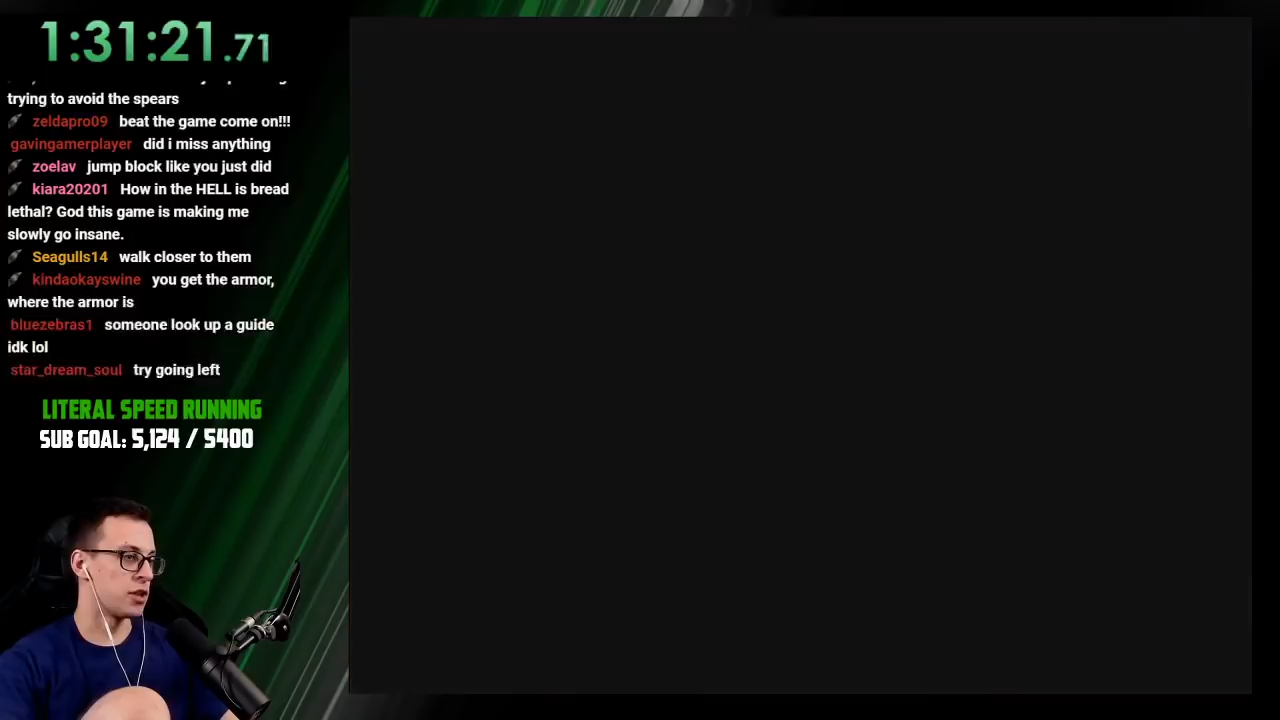 1:31:21.71
trying to avoid the spears
zeldapro09 beat the game come on!!!
gavingamerplayer did i miss anything
zoelav jump block like you just did
kiara20201 How in the HELL is bread
lethal? God this game is making me
slowly go insane.
Seagulls14 walk closer to them
kindaokayswine you get the armor,
where the armor is
bluezebras1 someone look up a guide
idk lol
star_dream_soul try going left
LITERAL SPEED RUNNING
SUB GOAL: 5,124 / 5400